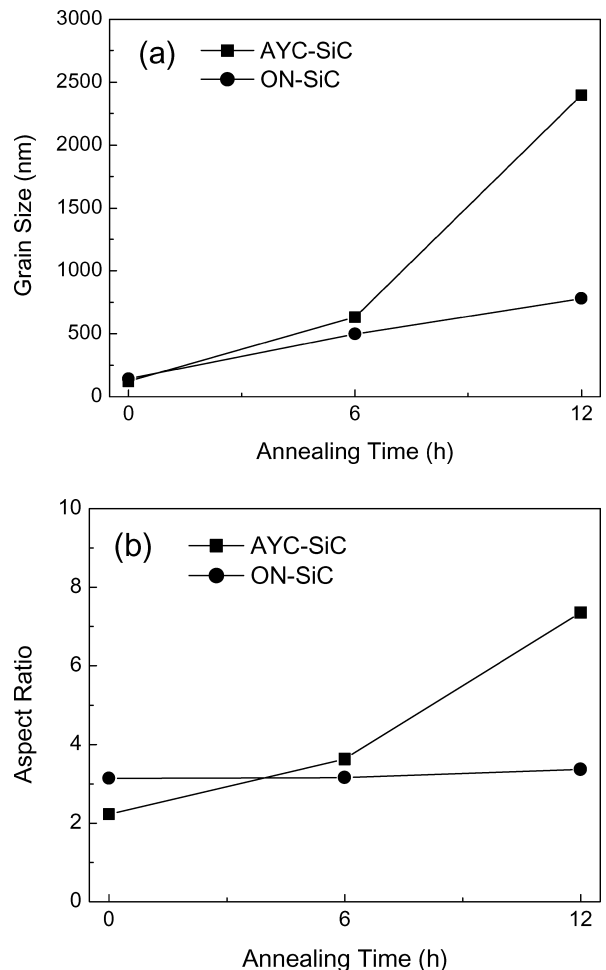 (a)
AYC-SiC
ON-SiC
Grain Size (nm)
3000
2500
2000
1500
1000
500
0
0 6 12
Annealing Time (h)
(b)
AYC-SiC
ON-SiC
Aspect Ratio
10
8
6
4
2
0
0 6 12
Annealing Time (h)